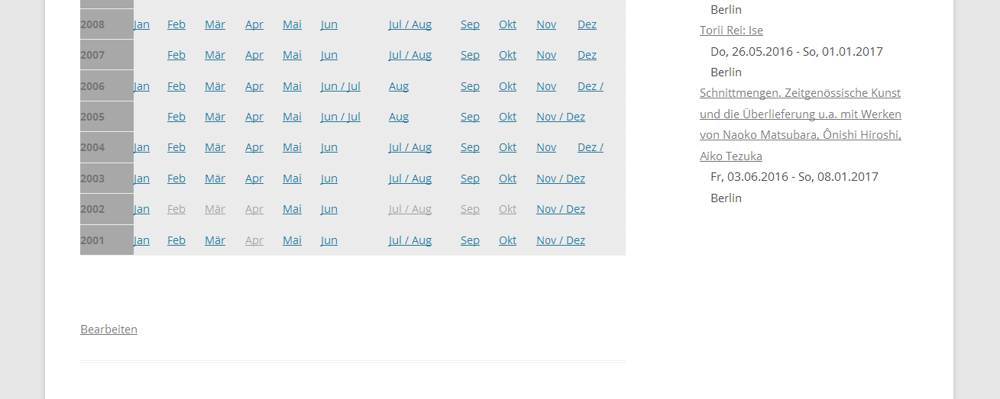 2008 Jan Feb Mär Apr Mai Jun Jul / Aug Sep Okt Nov Dez
2007 Feb Mär Apr Mai Jun Jul / Aug Sep Okt Nov Dez
2006 Jan Feb Mär Apr Mai Jun / Jul Aug Sep Okt Nov Dez /
2005 Feb Mär Apr Mai Jun / Jul Aug Sep Okt Nov / Dez
2004 Jan Feb Mär Apr Mai Jun Jul / Aug Sep Okt Nov Dez /
2003 Jan Feb Mär Apr Mai Jun Jul / Aug Sep Okt Nov / Dez
2002 Jan Feb Mär Apr Mai Jun Jul / Aug Sep Okt Nov / Dez
2001 Jan Feb Mär Apr Mai Jun Jul / Aug Sep Okt Nov / Dez
Bearbeiten
Berlin
Torii Rei: Ise
Do, 26.05.2016 - So, 01.01.2017
Berlin
Schnittmengen. Zeitgenössische Kunst
und die Überlieferung u.a. mit Werken
von Naoko Matsubara, Ônishi Hiroshi,
Aiko Tezuka
Fr, 03.06.2016 - So, 08.01.2017
Berlin